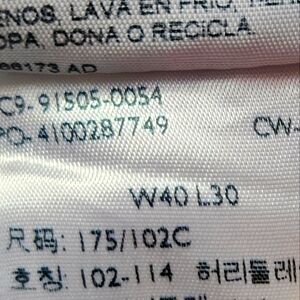 ENOS, LAVA EN FRIO,
OPA, DONA O RECICLA.
AD
C9- 91505-0054
PO- 4100287749 CW-
W40 L30
尺码: 175/102C
호칭: 102-114 허리둘레